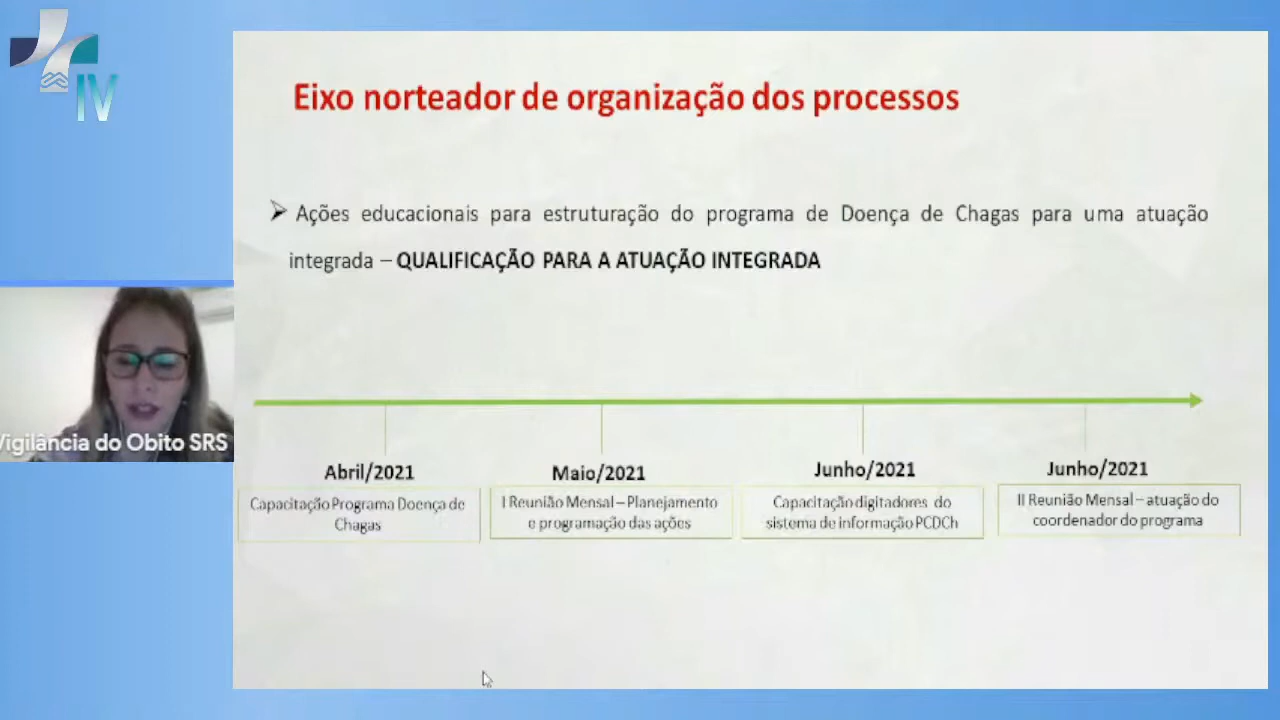 IV
Eixo norteador de organização dos processos
➢ Ações educacionais para estruturação do programa de Doença de Chagas para uma atuação
integrada – QUALIFICAÇÃO PARA A ATUAÇÃO INTEGRADA
Vigilância do Obito SRS
Abril/2021
Capacitação Programa Doença de
Chagas
Maio/2021
I Reunião Mensal – Planejamento
e programação das ações
Junho/2021
Capacitação digitadores do
sistema de informação PCDCh
Junho/2021
II Reunião Mensal – atuação do
coordenador do programa